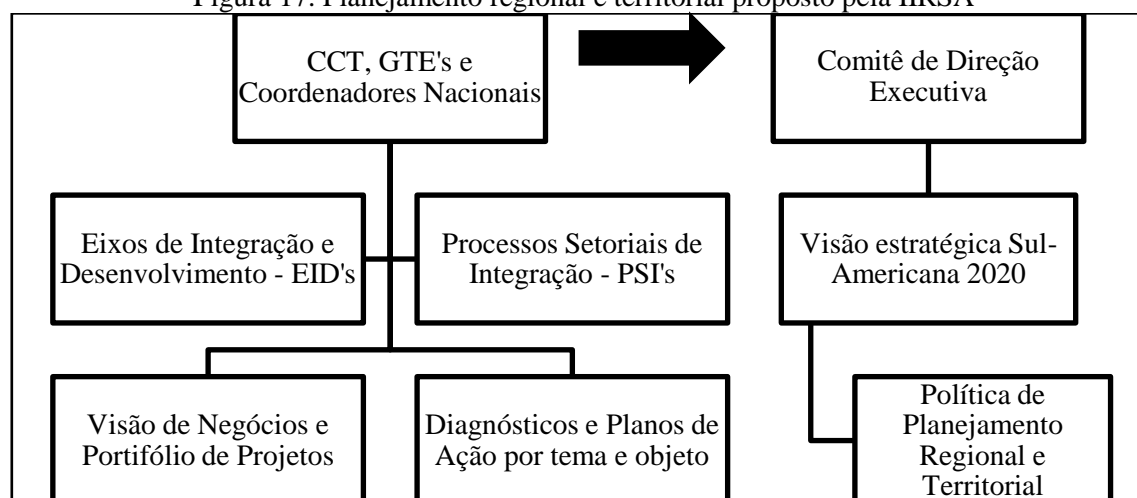 Figura 17. Planejamento regional e territorial proposto pela IIRSA
CCT, GTE's e
Coordenadores Nacionais
Comitê de Direção
Executiva
Eixos de Integração e
Desenvolvimento - EID's
Processos Setoriais de
Integração - PSI's
Visão estratégica Sul-
Americana 2020
Visão de Negócios e
Portifólio de Projetos
Diagnósticos e Planos de
Ação por tema e objeto
Política de
Planejamento
Regional e
Territorial